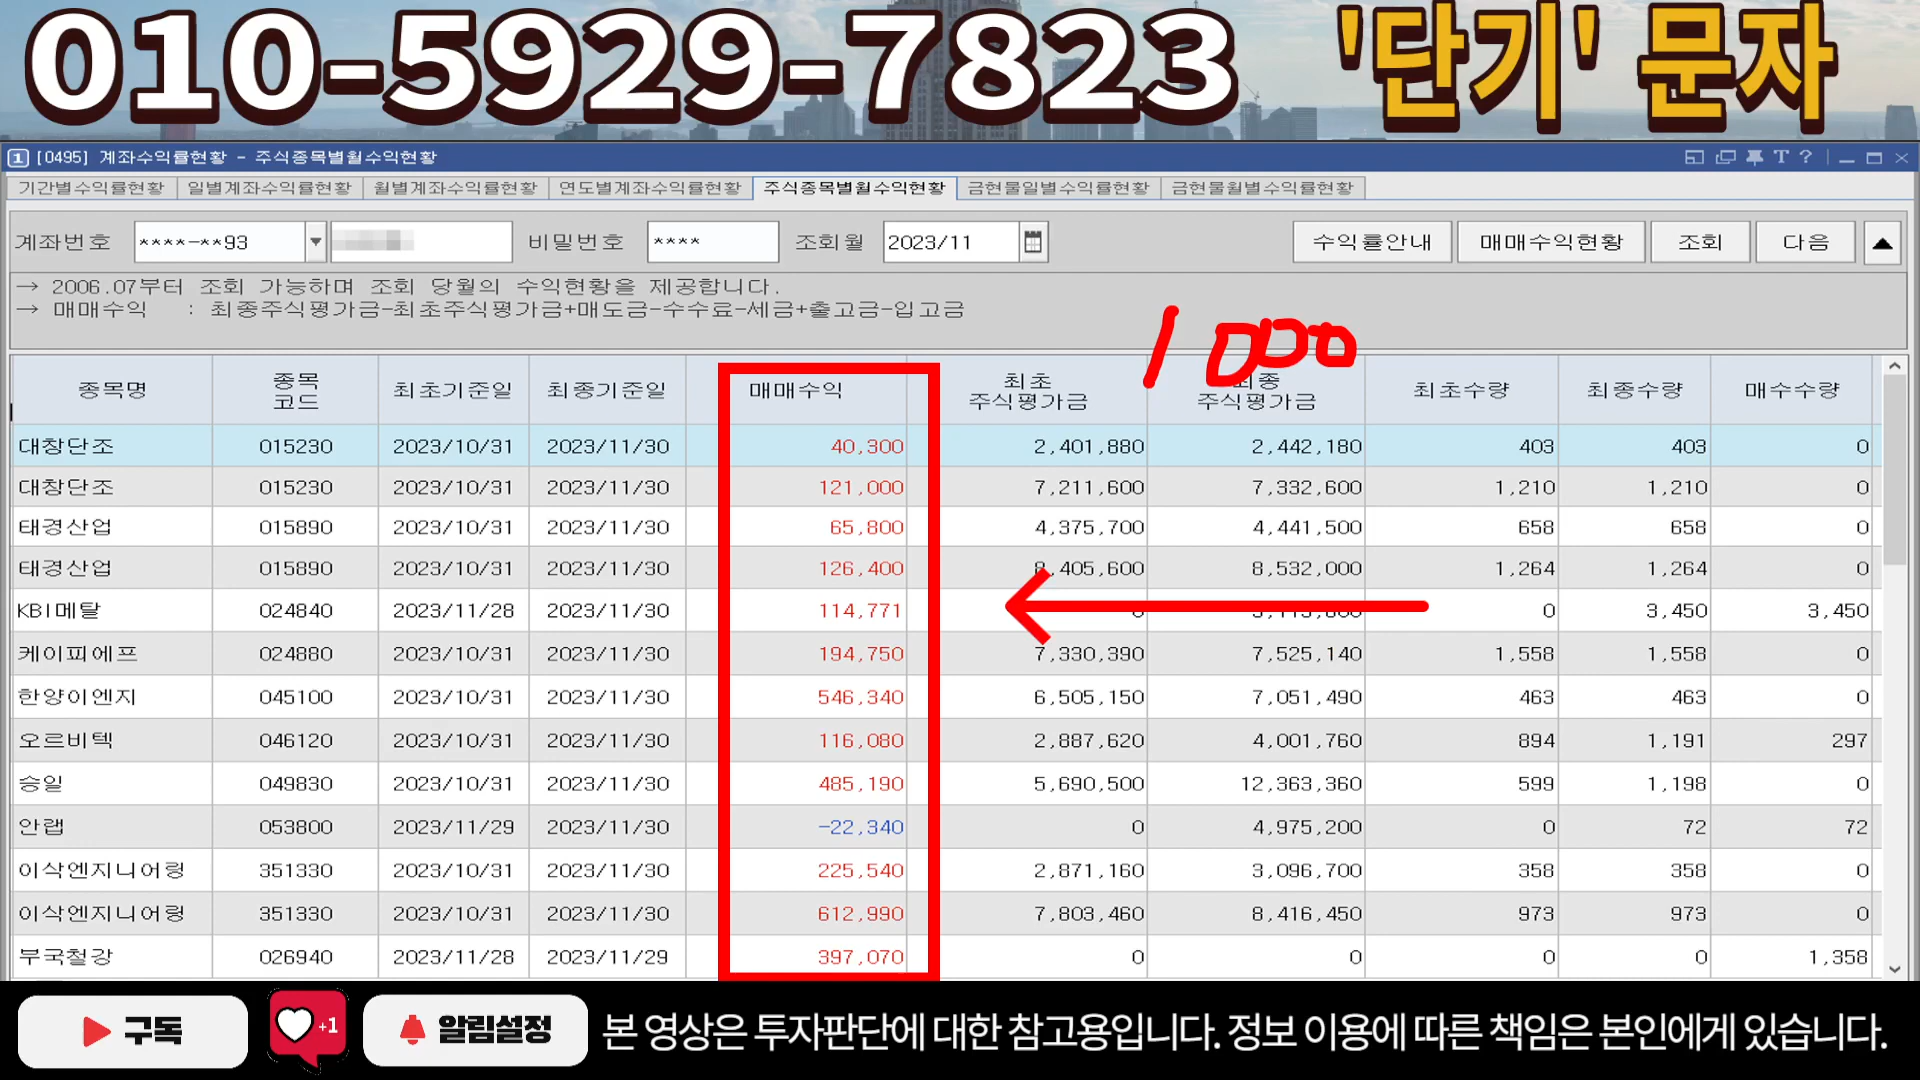 010-5929-7823 '단기' 문자
1 [0495] 계좌수익률현황 - 주식종목별월수익현황
기간별수익률현황 일별계좌수익률현황 월별계좌수익률현황 연도별계좌수익률현황 주식종목별월수익현황 금현물일별수익률현황 금현물월별수익률현황
계좌번호 ****-**93 비밀번호 **** 조회월 2023/11 수익률안내 매매수익현황 조회 다음
→ 2006.07부터 조회 가능하며 조회 당월의 수익현황을 제공합니다.
→ 매매수익 : 최종주식평가금-최초주식평가금+매도금-수수료-세금+출고금-입고금
1000
종목명 종목코드 최초기준일 최종기준일 매매수익 최초주식평가금 최종주식평가금 최초수량 최종수량 매수수량
대창단조 015230 2023/10/31 2023/11/30 40,300 2,401,880 2,442,180 403 403 0
대창단조 015230 2023/10/31 2023/11/30 121,000 7,211,600 7,332,600 1,210 1,210 0
태경산업 015890 2023/10/31 2023/11/30 65,800 4,375,700 4,441,500 658 658 0
태경산업 015890 2023/10/31 2023/11/30 126,400 8,405,600 8,532,000 1,264 1,264 0
KBI메탈 024840 2023/11/28 2023/11/30 114,771 0 0 3,450 3,450
케이피에프 024880 2023/10/31 2023/11/30 194,750 7,330,390 7,525,140 1,558 1,558 0
한양이엔지 045100 2023/10/31 2023/11/30 546,340 6,505,150 7,051,490 463 463 0
오르비텍 046120 2023/10/31 2023/11/30 116,080 2,887,620 4,001,760 894 1,191 297
승일 049830 2023/10/31 2023/11/30 485,190 5,690,500 12,363,360 599 1,198 0
안랩 053800 2023/11/29 2023/11/30 -22,340 0 4,975,200 0 72 72
이삭엔지니어링 351330 2023/10/31 2023/11/30 225,540 2,871,160 3,096,700 358 358 0
이삭엔지니어링 351330 2023/10/31 2023/11/30 612,990 7,803,460 8,416,450 973 973 0
부국철강 026940 2023/11/28 2023/11/29 397,070 0 0 0 0 1,358
구독 +1 알림설정 본 영상은 투자판단에 대한 참고용입니다. 정보 이용에 따른 책임은 본인에게 있습니다.